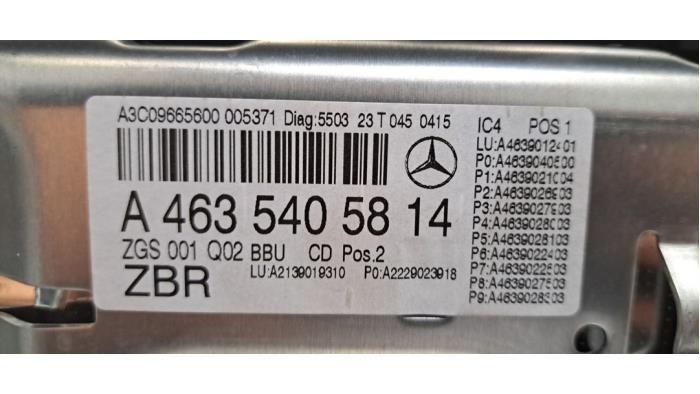 A3C09665600 005371 Diag:5503 23 T 045 0415
A 463 540 58 14
ZGS 001 Q02 BBU CD Pos.2
ZBR LU:A2139019310 P0:A2229023918
IC4 POS 1
LU:A4639012401
P0:A4639040500
P1:A4639021004
P2:A4639026903
P3:A4639027903
P4:A4639028003
P5:A4639028103
P6:A4639022403
P7:A4639022503
P8:A4639027503
P9:A4639028303